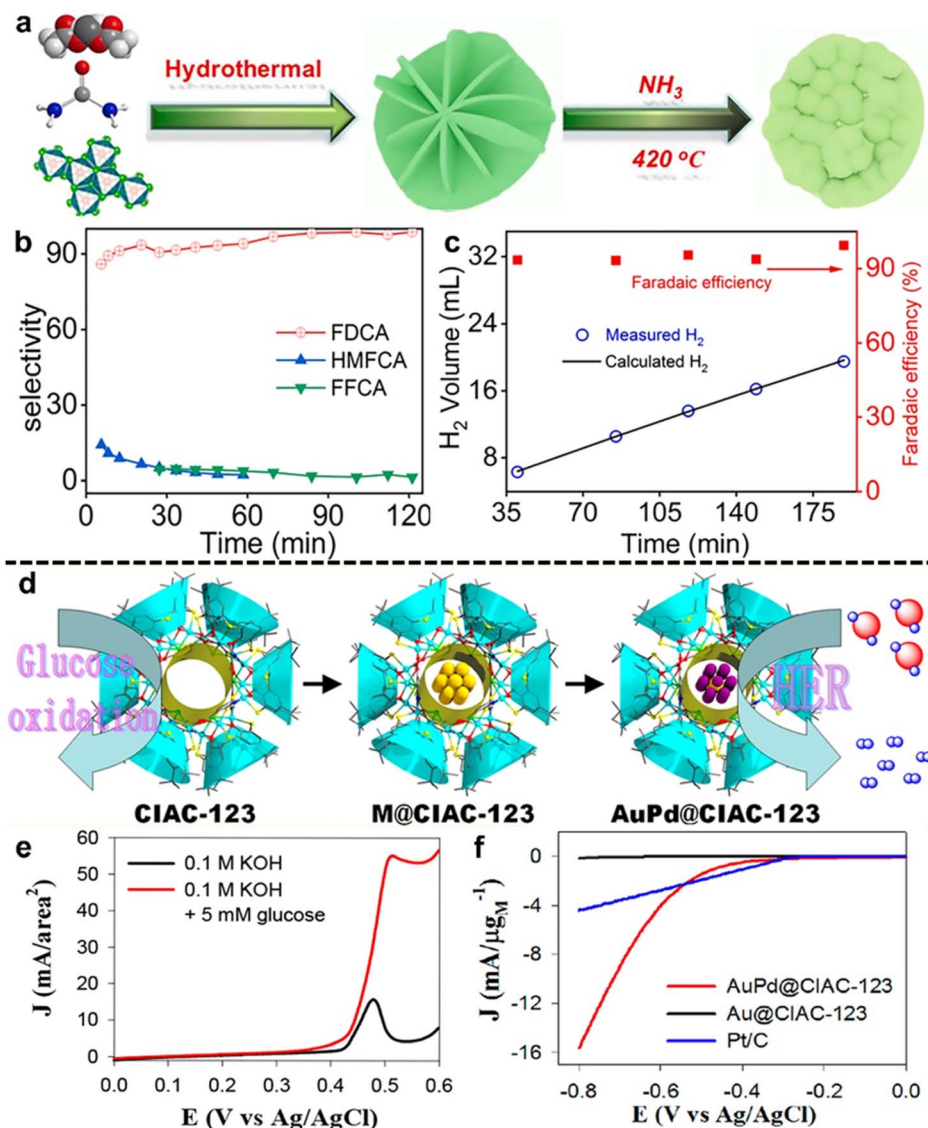 a
Hydrothermal
NH3
420 °C
b
selectivity
90
60
30
0
FDCA
HMFCA
FFCA
0 30 60 90 121
Time (min)
c
H2 Volume (mL)
32
24
16
8
Faradaic efficiency
Measured H2
Calculated H2
90
60
30
0
Faradaic efficiency (%)
35 70 105 140 175
Time (min)
d
Glucose
oxidation
HER
CIAC-123
M@CIAC-123
AuPd@CIAC-123
e
J (mA/area2)
60
50
40
30
20
10
0
0.1 M KOH
0.1 M KOH
+ 5 mM glucose
0.0 0.1 0.2 0.3 0.4 0.5 0.6
E (V vs Ag/AgCl)
f
J (mA/μgM-1)
0
-4
-8
-12
-16
AuPd@CIAC-123
Au@CIAC-123
Pt/C
-0.8 -0.6 -0.4 -0.2 0.0
E (V vs Ag/AgCl)